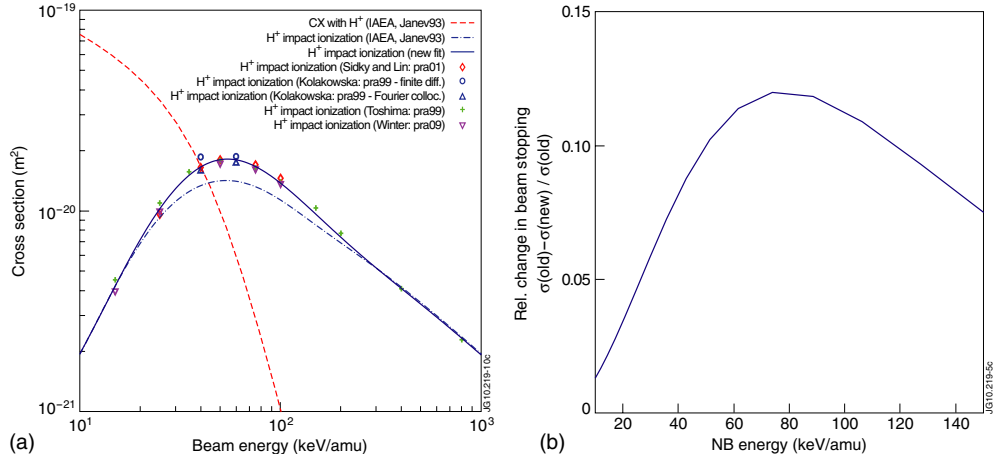 10⁻¹⁹
CX with H⁺ (IAEA, Janev93)
H⁺ impact ionization (IAEA, Janev93)
H⁺ impact ionization (new fit)
H⁺ impact ionization (Sidky and Lin: pra01)
H⁺ impact ionization (Kolakowska: pra99 - finite diff.)
H⁺ impact ionization (Kolakowska: pra99 - Fourier colloc.)
H⁺ impact ionization (Toshima: pra99)
H⁺ impact ionization (Winter: pra09)
Cross section (m²)
10⁻²⁰
10⁻²¹
10¹ 10² 10³
Beam energy (keV/amu)
JG10.219-10c
(a)
0.15
0.10
0.05
0
Rel. change in beam stopping
σ(old)–σ(new) / σ(old)
20 40 60 80 100 120 140
NB energy (keV/amu)
JG10.219-5c
(b)